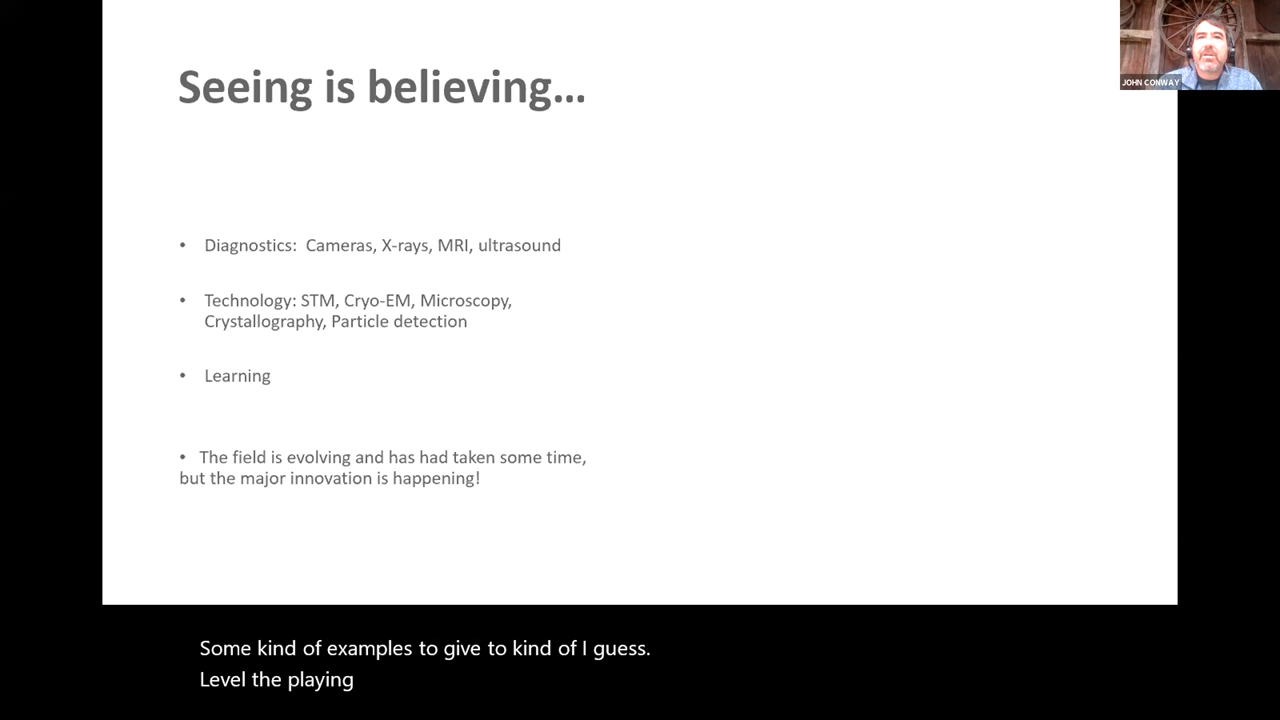 Seeing is believing...
JOHN CONWAY
• Diagnostics: Cameras, X-rays, MRI, ultrasound
• Technology: STM, Cryo-EM, Microscopy,
Crystallography, Particle detection
• Learning
• The field is evolving and has had taken some time,
but the major innovation is happening!
Some kind of examples to give to kind of I guess.
Level the playing